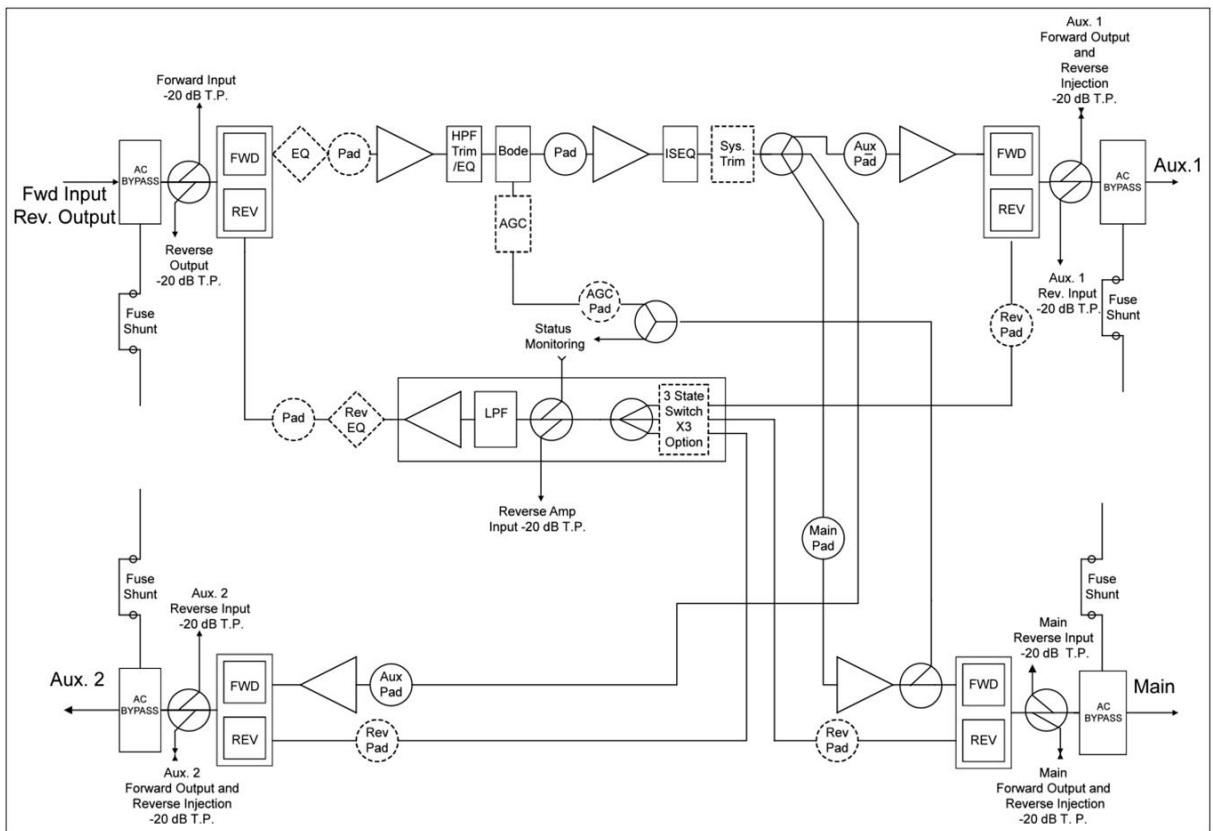 Aux. 1
Forward Output
and
Reverse
Injection
-20 dB T.P.
Forward Input
-20 dB T.P.
AC
BYPASS
FWD
REV
EQ
Pad
HPF
Trim
/EQ
Bode
Pad
ISEQ
Sys.
Trim
Aux
Pad
FWD
REV
AC
BYPASS
Aux.1
Fwd Input
Rev. Output
AGC
Reverse
Output
-20 dB T.P.
Aux. 1
Rev. Input
-20 dB T.P.
Fuse
Shunt
AGC
Pad
Status
Monitoring
Rev
Pad
Fuse
Shunt
Pad
Rev
EQ
LPF
3 State
Switch
X3
Option
Reverse Amp
Input -20 dB T.P.
Main
Pad
Fuse
Shunt
Fuse
Shunt
Aux. 2
Reverse Input
-20 dB T.P.
Main
Reverse Input
-20 dB T. P.
Aux. 2
AC
BYPASS
FWD
REV
Aux
Pad
Rev
Pad
Rev
Pad
FWD
REV
AC
BYPASS
Main
Aux. 2
Forward Output and
Reverse Injection
-20 dB T.P.
Main
Forward Output and
Reverse Injection
-20 dB T.P.